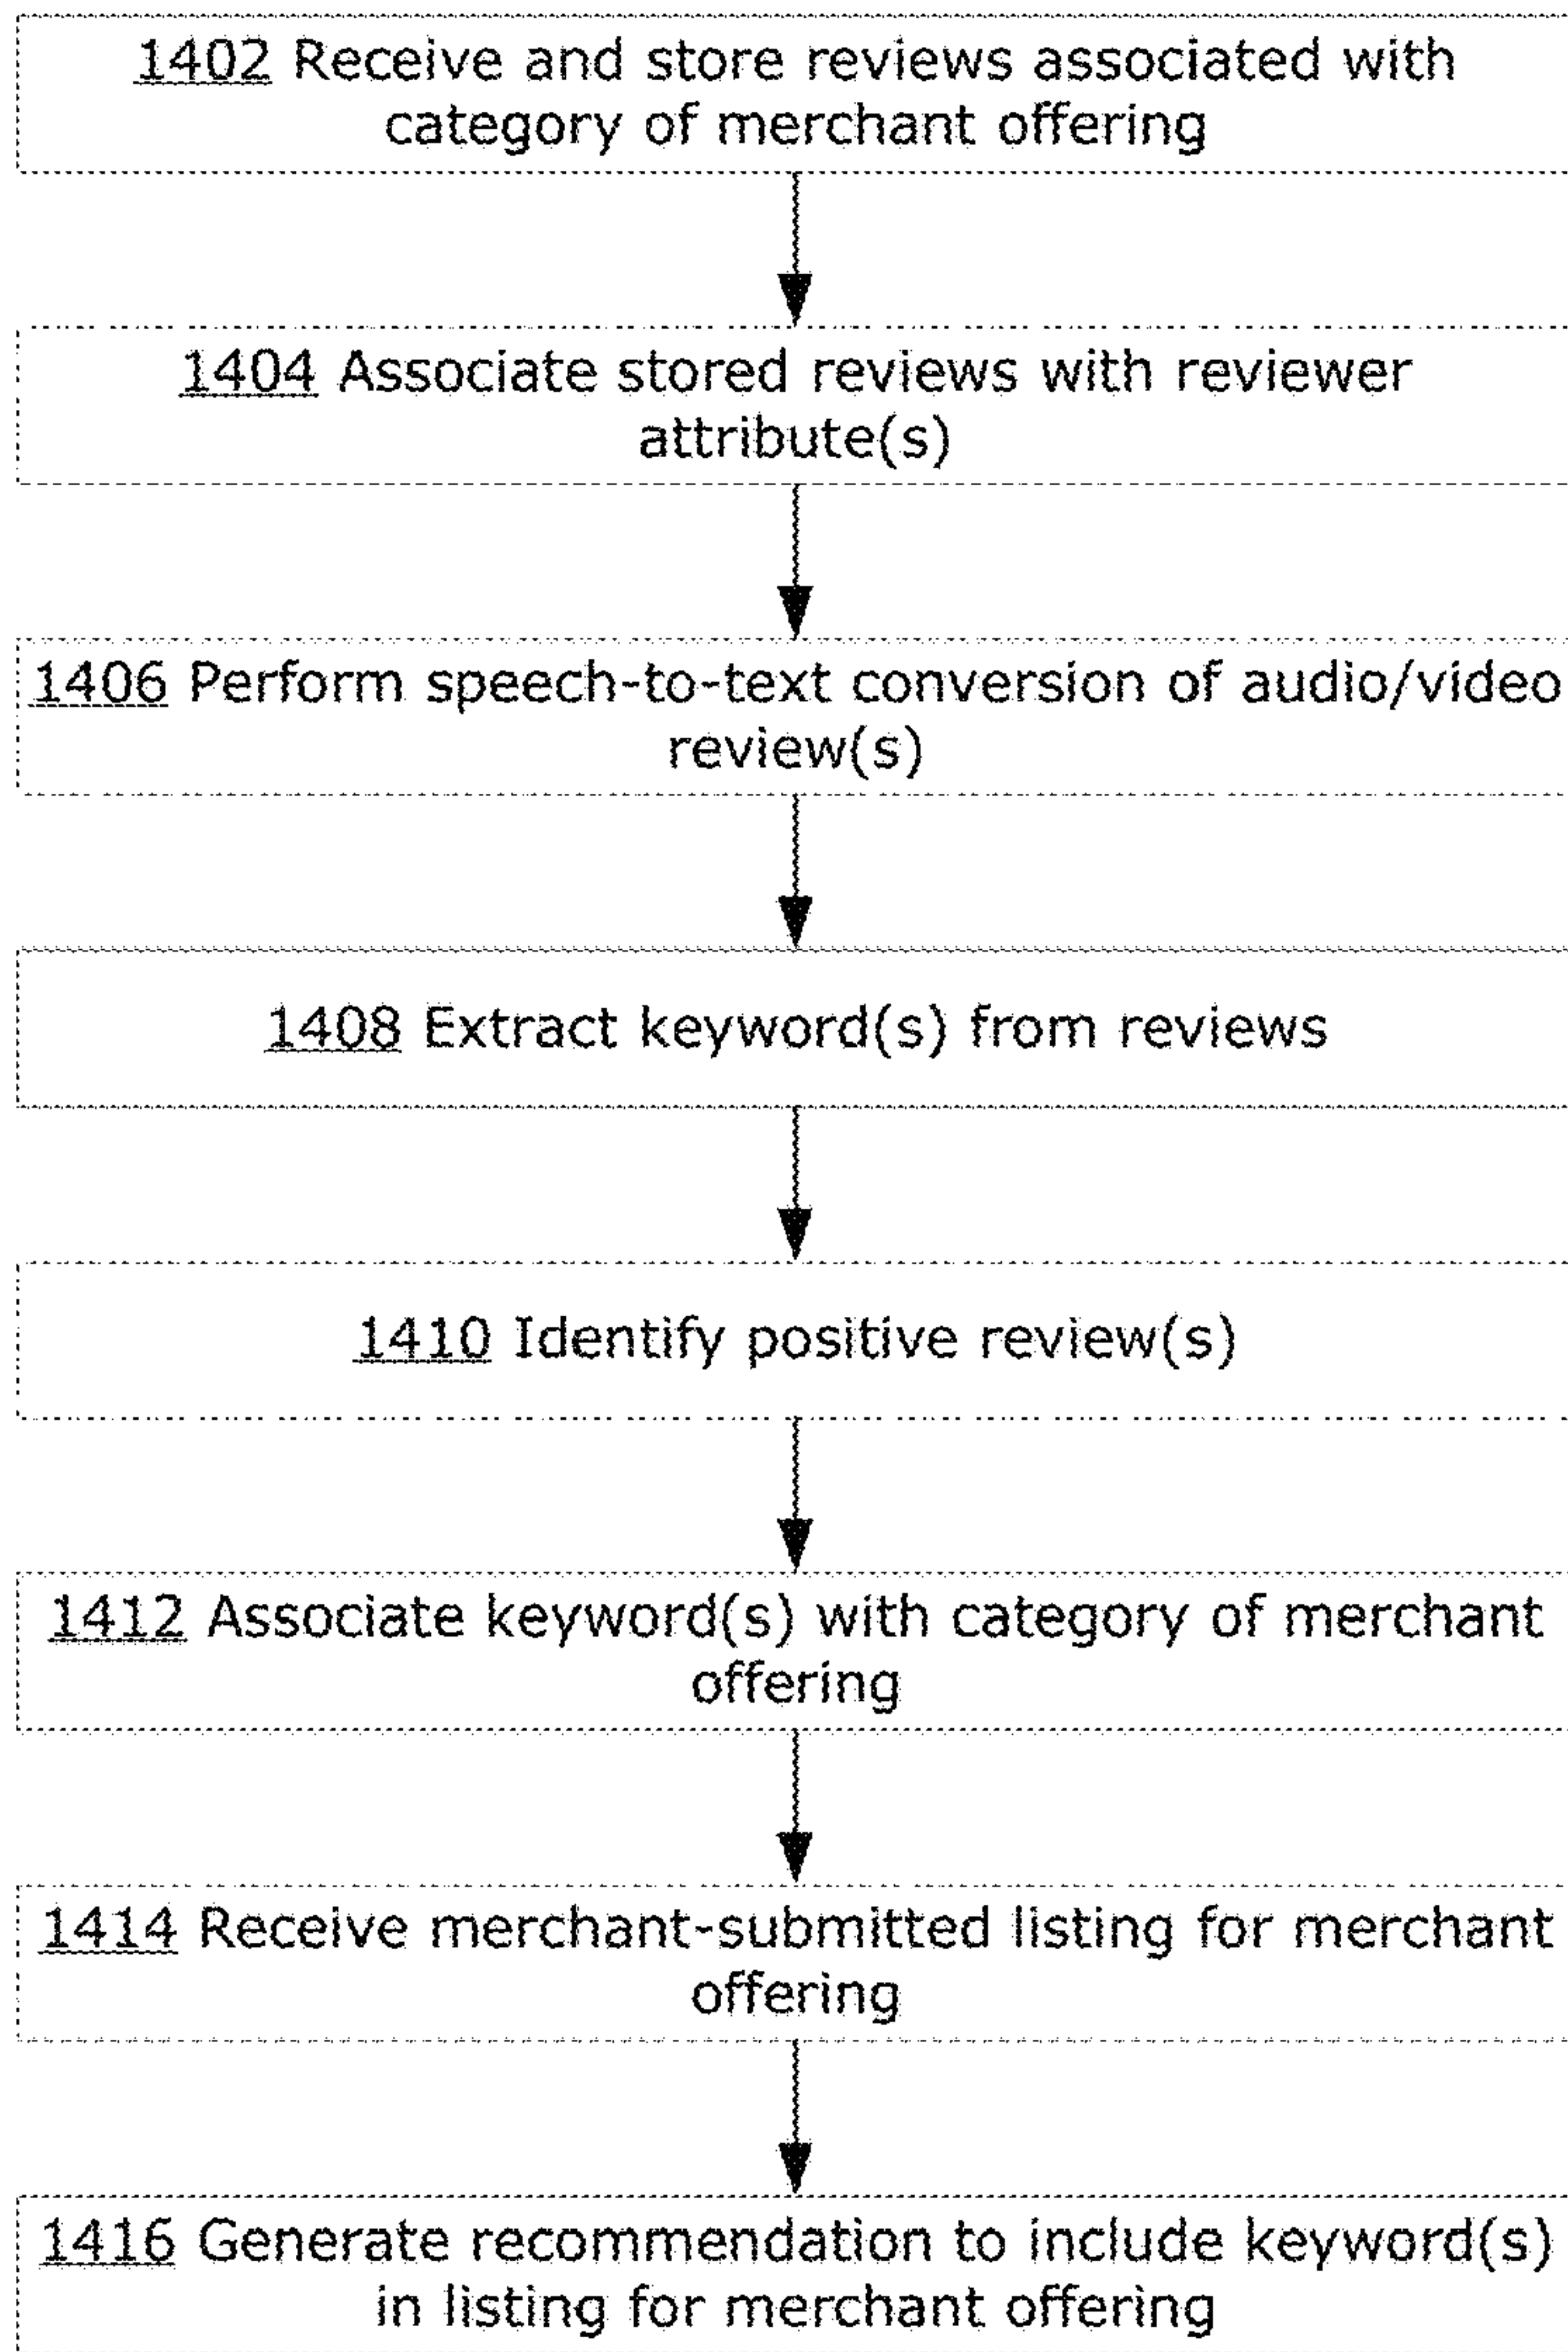 1402 Receive and store reviews associated with
category of merchant offering
1404 Associate stored reviews with reviewer
attribute(s)
1406 Perform speech-to-text conversion of audio/video
review(s)
1408 Extract keyword(s) from reviews
1410 Identify positive review(s)
1412 Associate keyword(s) with category of merchant
offering
1414 Receive merchant-submitted listing for merchant
offering
1416 Generate recommendation to include keyword(s)
in listing for merchant offering